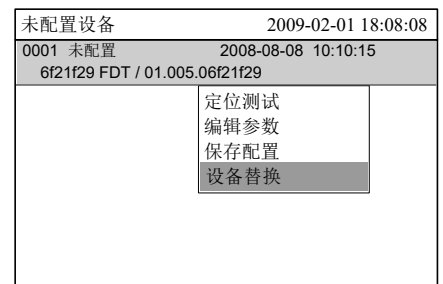 未配置设备 2009-02-01 18:08:08
0001 未配置 2008-08-08 10:10:15
6f21f29 FDT / 01.005.06f21f29
定位测试
编辑参数
保存配置
设备替换